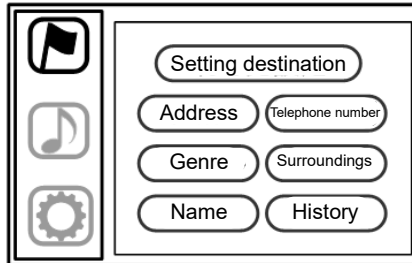 Setting destination
Address
Telephone number
Genre
Surroundings
Name
History